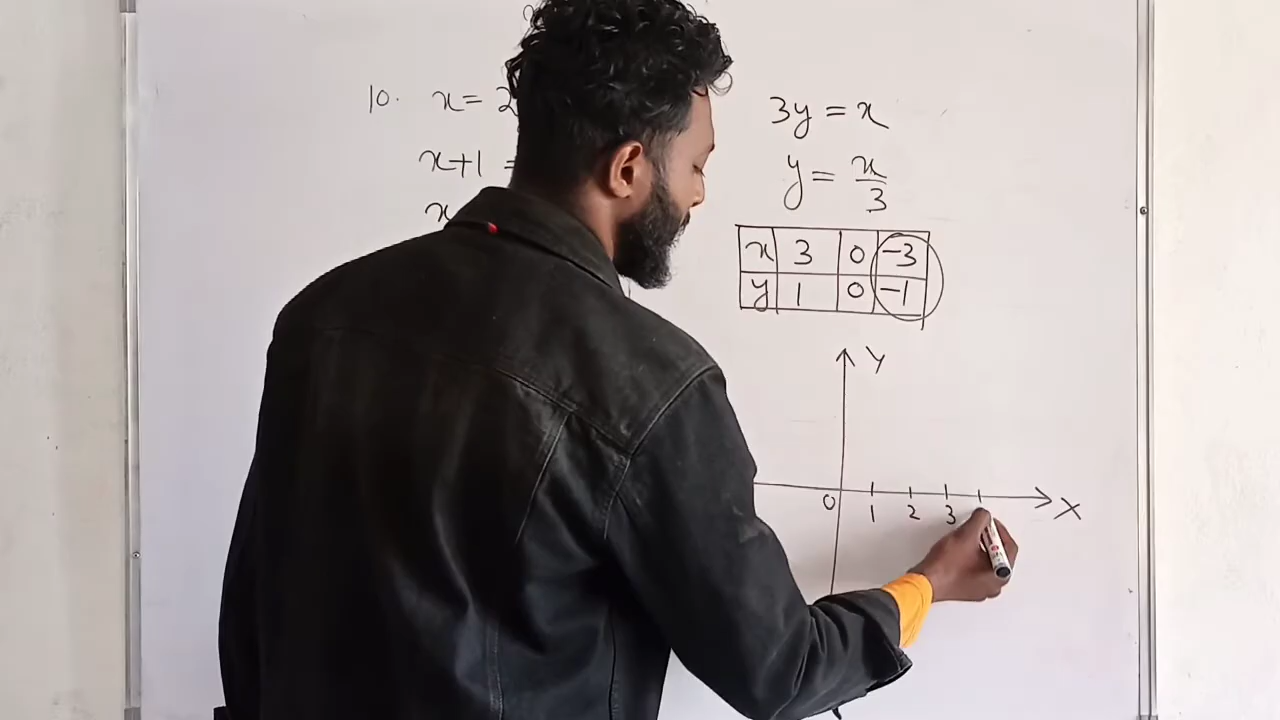 10. x = 2
x+1 =
x
3y = x
y = x/3
x 3 0 -3
y 1 0 -1
Y
0 1 2 3 X